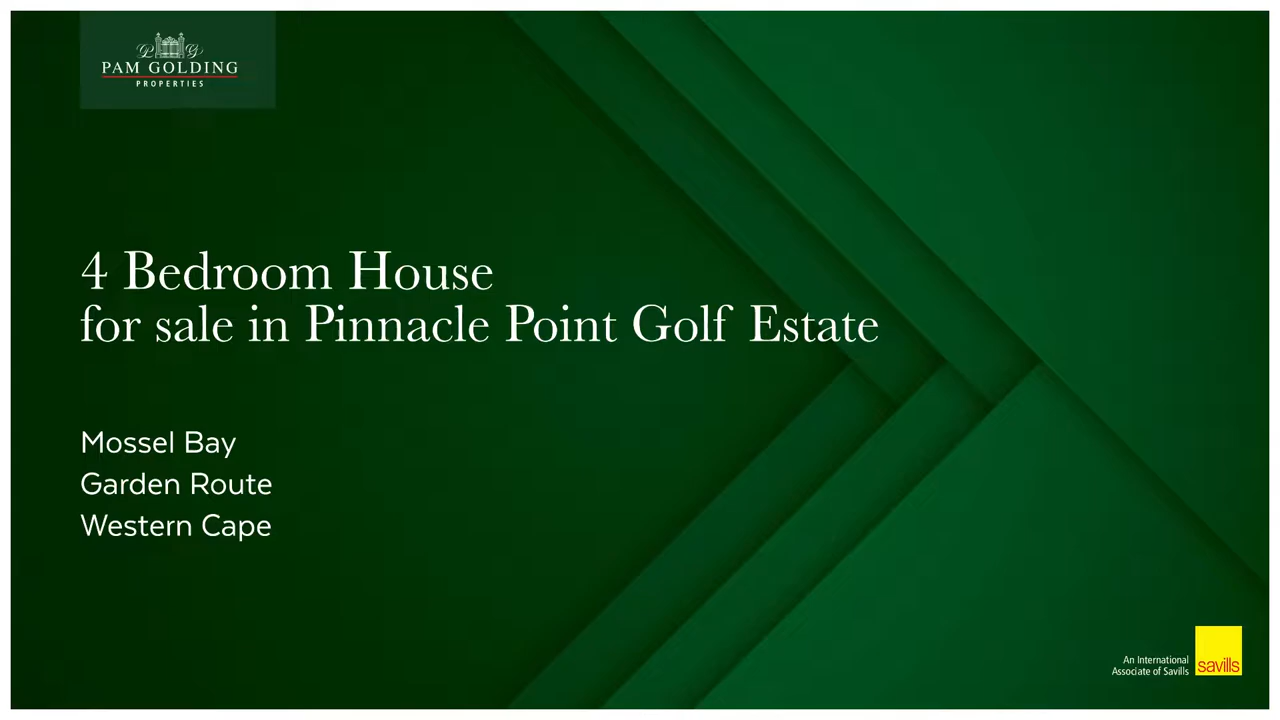 PAM GOLDING
PROPERTIES
4 Bedroom House
for sale in Pinnacle Point Golf Estate
Mossel Bay
Garden Route
Western Cape
An International
Associate of Savills
savills